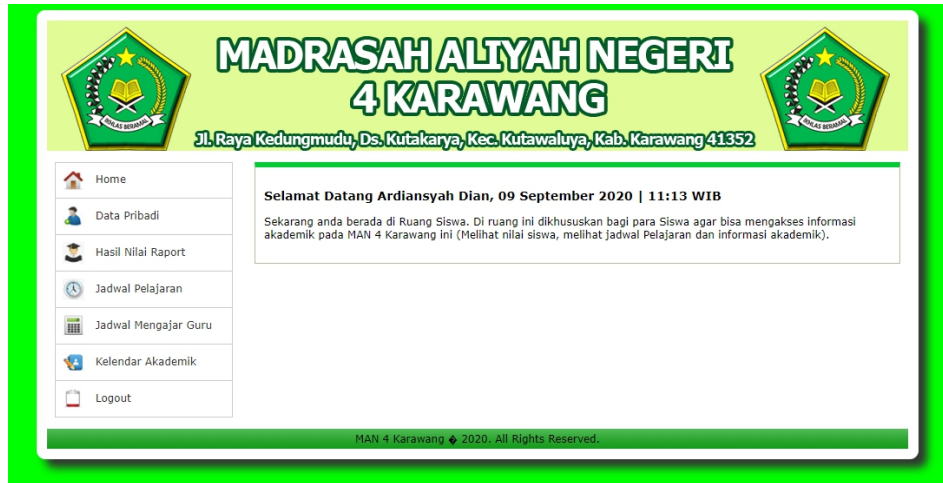 MADRASAH ALIYAH NEGERI
4 KARAWANG
Jl. Raya Kedungmudu, Ds. Kutakarya, Kec. Kutawaluya, Kab. Karawang 41352
IKHLAS BERAMAL
IKHLAS BERAMAL
Home
Data Pribadi
Hasil Nilai Raport
Jadwal Pelajaran
Jadwal Mengajar Guru
Kelendar Akademik
Logout
Selamat Datang Ardiansyah Dian, 09 September 2020 | 11:13 WIB
Sekarang anda berada di Ruang Siswa. Di ruang ini dikhususkan bagi para Siswa agar bisa mengakses informasi
akademik pada MAN 4 Karawang ini (Melihat nilai siswa, melihat jadwal Pelajaran dan informasi akademik).
MAN 4 Karawang � 2020. All Rights Reserved.